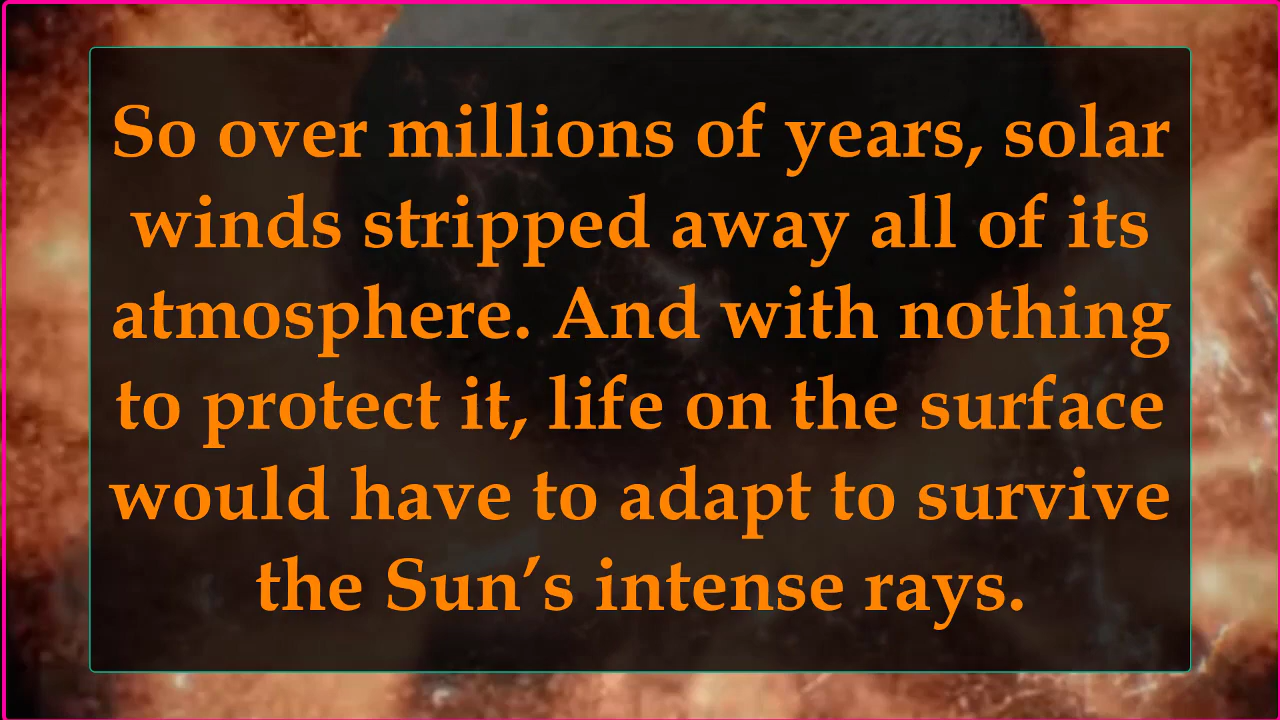 So over millions of years, solar
winds stripped away all of its
atmosphere. And with nothing
to protect it, life on the surface
would have to adapt to survive
the Sun’s intense rays.